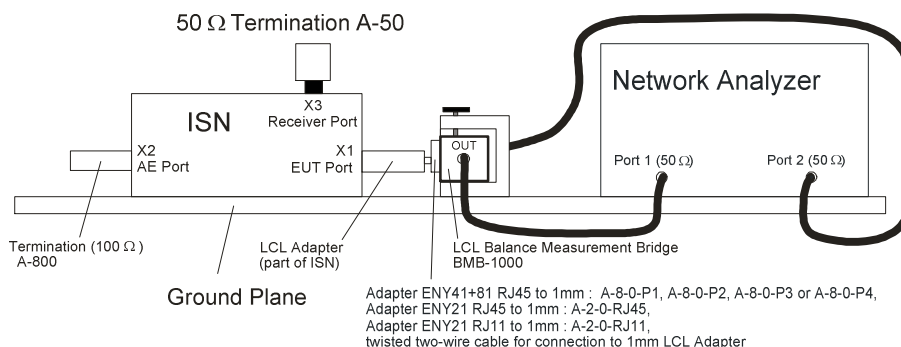 50 Ω Termination A-50
Network Analyzer
X3
Receiver Port
ISN
X2
AE Port
X1
EUT Port
OUT
Port 1 (50 Ω)
Port 2 (50 Ω)
Termination (100 Ω )
A-800
LCL Adapter
(part of ISN)
LCL Balance Measurement Bridge
BMB-1000
Ground Plane
Adapter ENY41+81 RJ45 to 1mm : A-8-0-P1, A-8-0-P2, A-8-0-P3 or A-8-0-P4,
Adapter ENY21 RJ45 to 1mm : A-2-0-RJ45,
Adapter ENY21 RJ11 to 1mm : A-2-0-RJ11,
twisted two-wire cable for connection to 1mm LCL Adapter